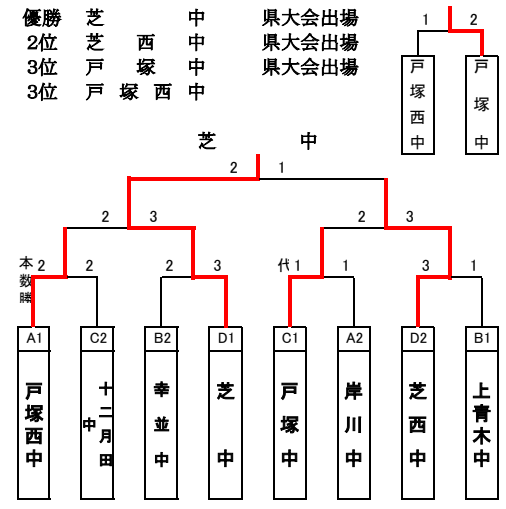 優勝 芝 中 県大会出場
2位 芝 西 中 県大会出場
3位 戸 塚 中 県大会出場
3位 戸 塚 西 中
1 2
戸塚西中 戸塚中
芝 中
2 1
2 3 2 3
本数勝 2 2 2 3 代 1 1 3 1
A1 C2 B2 D1 C1 A2 D2 B1
戸塚西中 十二月田中 幸並中 芝中 戸塚中 岸川中 芝西中 上青木中